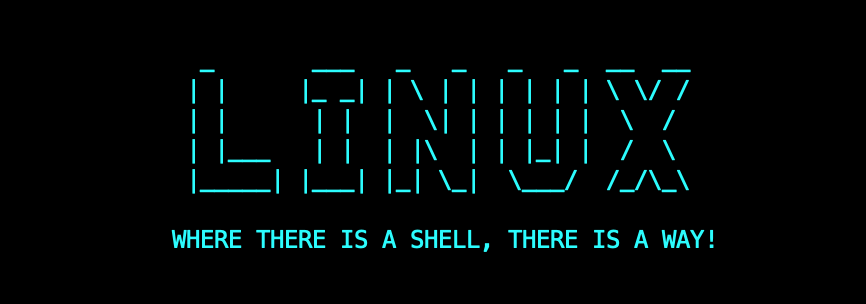 LINUX
WHERE THERE IS A SHELL, THERE IS A WAY!